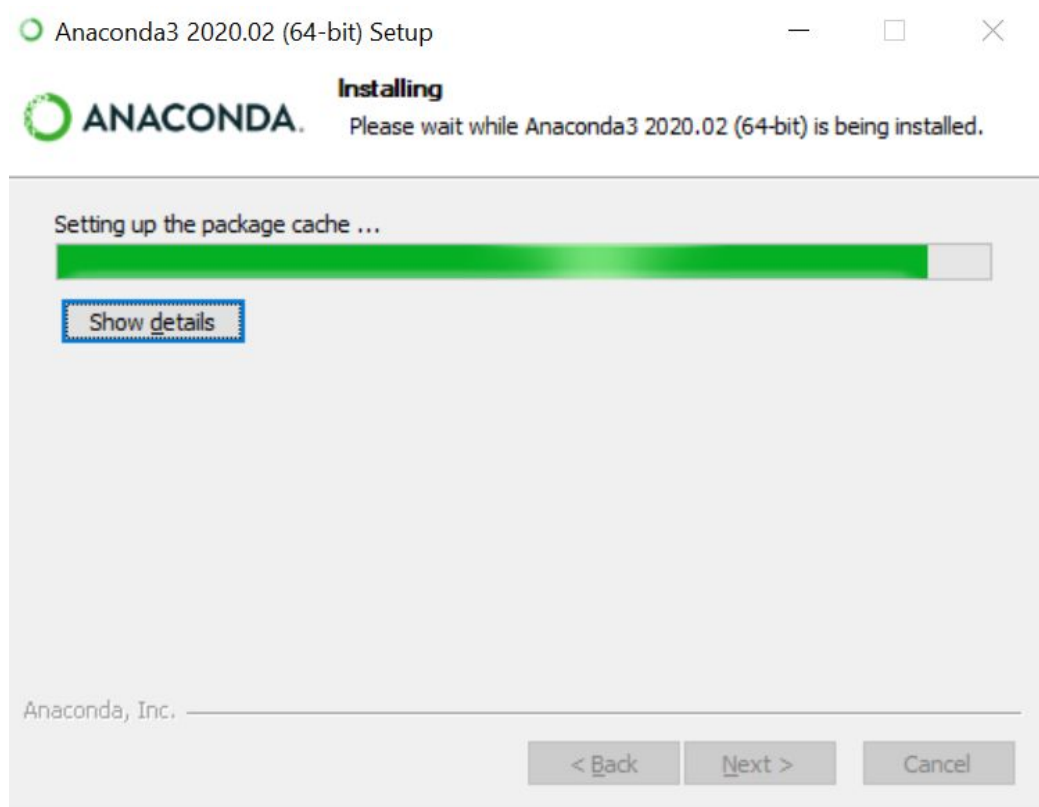 Anaconda3 2020.02 (64-bit) Setup
ANACONDA.
Installing
Please wait while Anaconda3 2020.02 (64-bit) is being installed.
Setting up the package cache ...
Show details
Anaconda, Inc.
< Back Next > Cancel